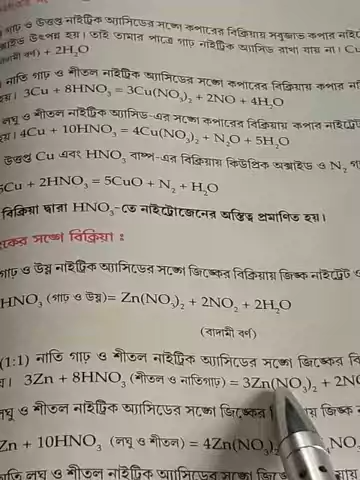 গাঢ় ও উত্তপ্ত নাইট্রিক অ্যাসিডের সঙ্গে কপারের বিক্রিয়ায় সবুজাভ কপার
উৎপন্ন হয়। তাই তামার পাত্রে গাঢ় নাইট্রিক অ্যাসিড রাখা যায় না। Cu
বর্ণ) + 2H₂O
নাতি গাঢ় ও শীতল নাইট্রিক অ্যাসিডের সঙ্গে কপারের বিক্রিয়ায় কপার
। 3Cu + 8HNO₃ = 3Cu(NO₃)₂ + 2NO + 4H₂O
লঘু ও শীতল নাইট্রিক অ্যাসিড-এর সঙ্গে কপারের বিক্রিয়ায় কপার
। 4Cu + 10HNO₃ = 4Cu(NO₃)₂ + N₂O + 5H₂O
উত্তপ্ত Cu এবং HNO₃ বাষ্প-এর বিক্রিয়ায় কিউপ্রিক অক্সাইড ও N₂
5Cu + 2HNO₃ = 5CuO + N₂ + H₂O
বিক্রিয়া দ্বারা HNO₃-তে নাইট্রোজেনের অস্তিত্ব প্রমাণিত হয়।
সঙ্গে বিক্রিয়া :
গাঢ় ও উষ্ণ নাইট্রিক অ্যাসিডের সঙ্গে জিঙ্কের বিক্রিয়ায় জিঙ্ক
HNO₃ (গাঢ় ও উষ্ণ)= Zn(NO₃)₂ + 2NO₂ + 2H₂O
(বাদামী বর্ণ)
(1:1) নাতি গাঢ় ও শীতল নাইট্রিক অ্যাসিডের সঙ্গে জিঙ্কের
। 3Zn + 8HNO₃ (শীতল ও নাতিগাঢ়) = 3Zn(NO₃)₂ +
লঘু ও শীতল নাইট্রিক অ্যাসিডের সঙ্গে জিঙ্কের
Zn + 10HNO₃ (লঘু ও শীতল) = 4Zn(NO₃)
লঘু ও শীতল নাইট্রিক অ্যাসিডের সঙ্গে